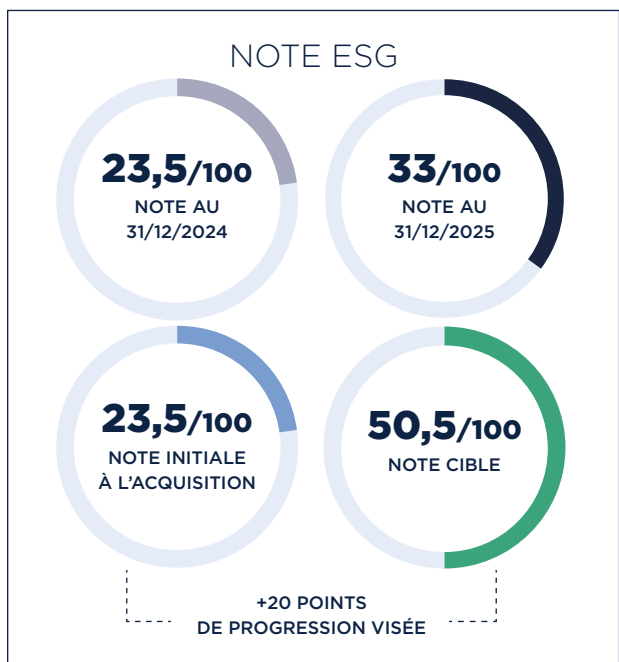 NOTE ESG
23,5/100
NOTE AU
31/12/2024
33/100
NOTE AU
31/12/2025
23,5/100
NOTE INITIALE
À L’ACQUISITION
50,5/100
NOTE CIBLE
+20 POINTS
DE PROGRESSION VISÉE